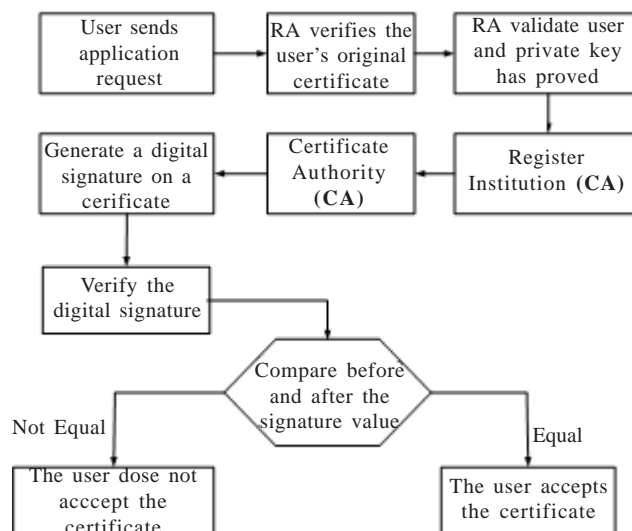 User sends
application
request
RA verifies the
user's original
certificate
RA validate user
and private key
has proved
Generate a digital
signature on a
cerificate
Certificate
Authority
(CA)
Register
Institution (CA)
Verify the
digital signature
Compare before
and after the
signature value
Not Equal
Equal
The user dose not
acccept the
certificate
The user accepts
the certificate